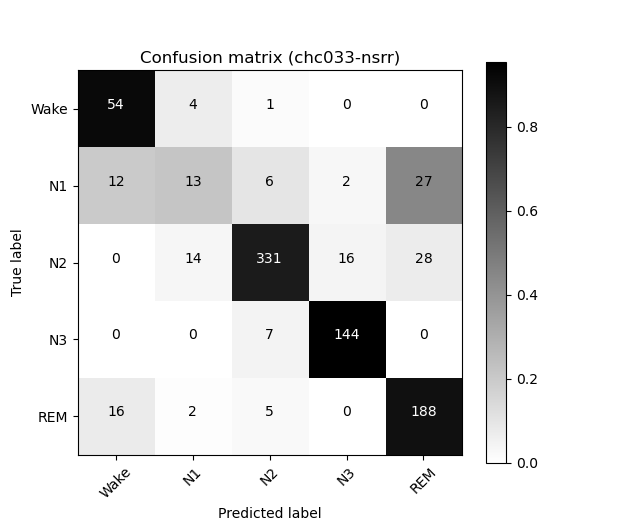 Confusion matrix (chc033-nsrr)
True label
Wake 54 4 1 0 0
N1 12 13 6 2 27
N2 0 14 331 16 28
N3 0 0 7 144 0
REM 16 2 5 0 188
Wake N1 N2 N3 REM
Predicted label
0.8
0.6
0.4
0.2
0.0